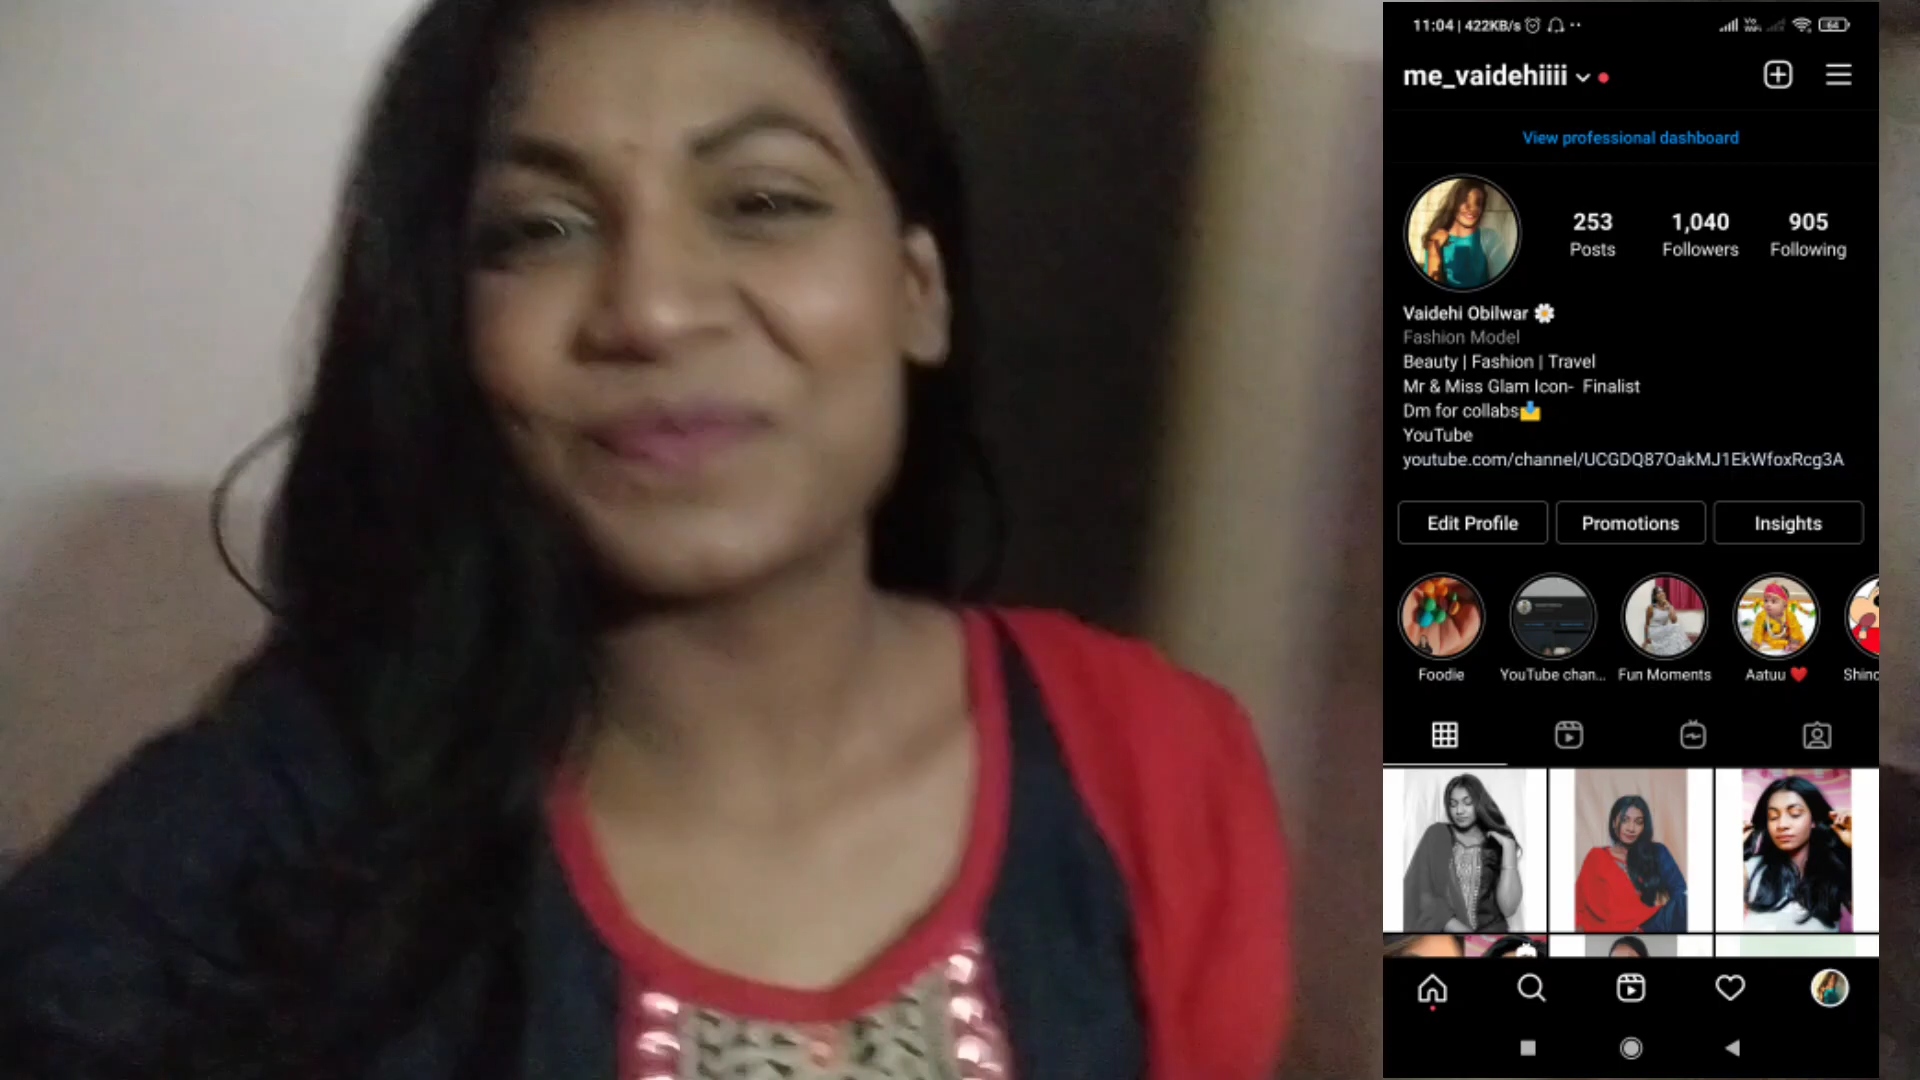 11:04 | 422KB/s
64
me_vaidehiiii
View professional dashboard
253 1,040 905
Posts Followers Following
Vaidehi Obilwar
Fashion Model
Beauty | Fashion | Travel
Mr & Miss Glam Icon- Finalist
Dm for collabs
YouTube
youtube.com/channel/UCGDQ87OakMJ1EkWfoxRcg3A
Edit Profile Promotions Insights
Foodie YouTube chan... Fun Moments Aatuu Shinc